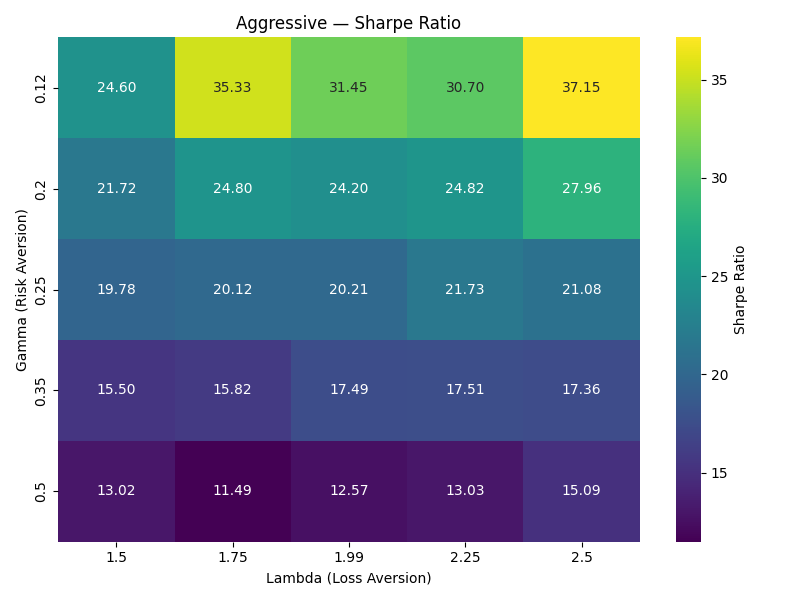 Aggressive — Sharpe Ratio
0.12 24.60 35.33 31.45 30.70 37.15
0.2 21.72 24.80 24.20 24.82 27.96
0.25 19.78 20.12 20.21 21.73 21.08
0.35 15.50 15.82 17.49 17.51 17.36
0.5 13.02 11.49 12.57 13.03 15.09
1.5 1.75 1.99 2.25 2.5
Lambda (Loss Aversion)
Gamma (Risk Aversion)
35
30
25
20
15
Sharpe Ratio